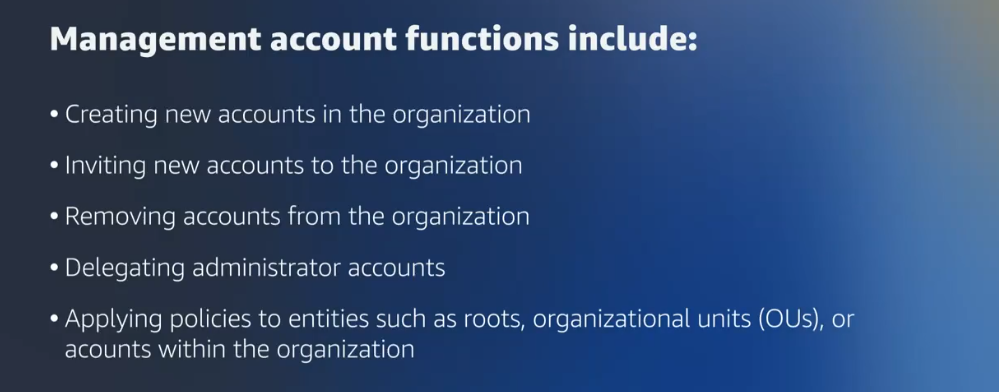 Management account functions include:
• Creating new accounts in the organization
• Inviting new accounts to the organization
• Removing accounts from the organization
• Delegating administrator accounts
• Applying policies to entities such as roots, organizational units (OUs), or
acounts within the organization